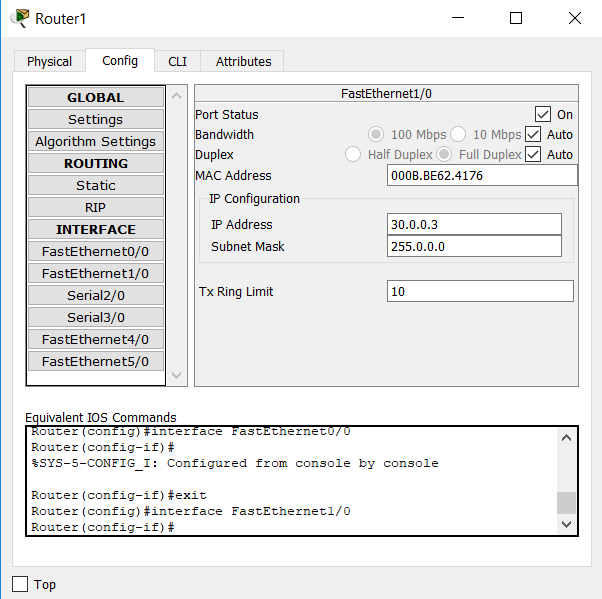 Router1
Physical Config CLI Attributes
GLOBAL
Settings
Algorithm Settings
ROUTING
Static
RIP
INTERFACE
FastEthernet0/0
FastEthernet1/0
Serial2/0
Serial3/0
FastEthernet4/0
FastEthernet5/0
FastEthernet1/0
Port Status On
Bandwidth 100 Mbps 10 Mbps Auto
Duplex Half Duplex Full Duplex Auto
MAC Address 000B.BE62.4176
IP Configuration
IP Address 30.0.0.3
Subnet Mask 255.0.0.0
Tx Ring Limit 10
Equivalent IOS Commands
Router(config)#interface FastEthernet0/0
Router(config-if)#
%SYS-5-CONFIG_I: Configured from console by console
Router(config-if)#exit
Router(config)#interface FastEthernet1/0
Router(config-if)#
Top